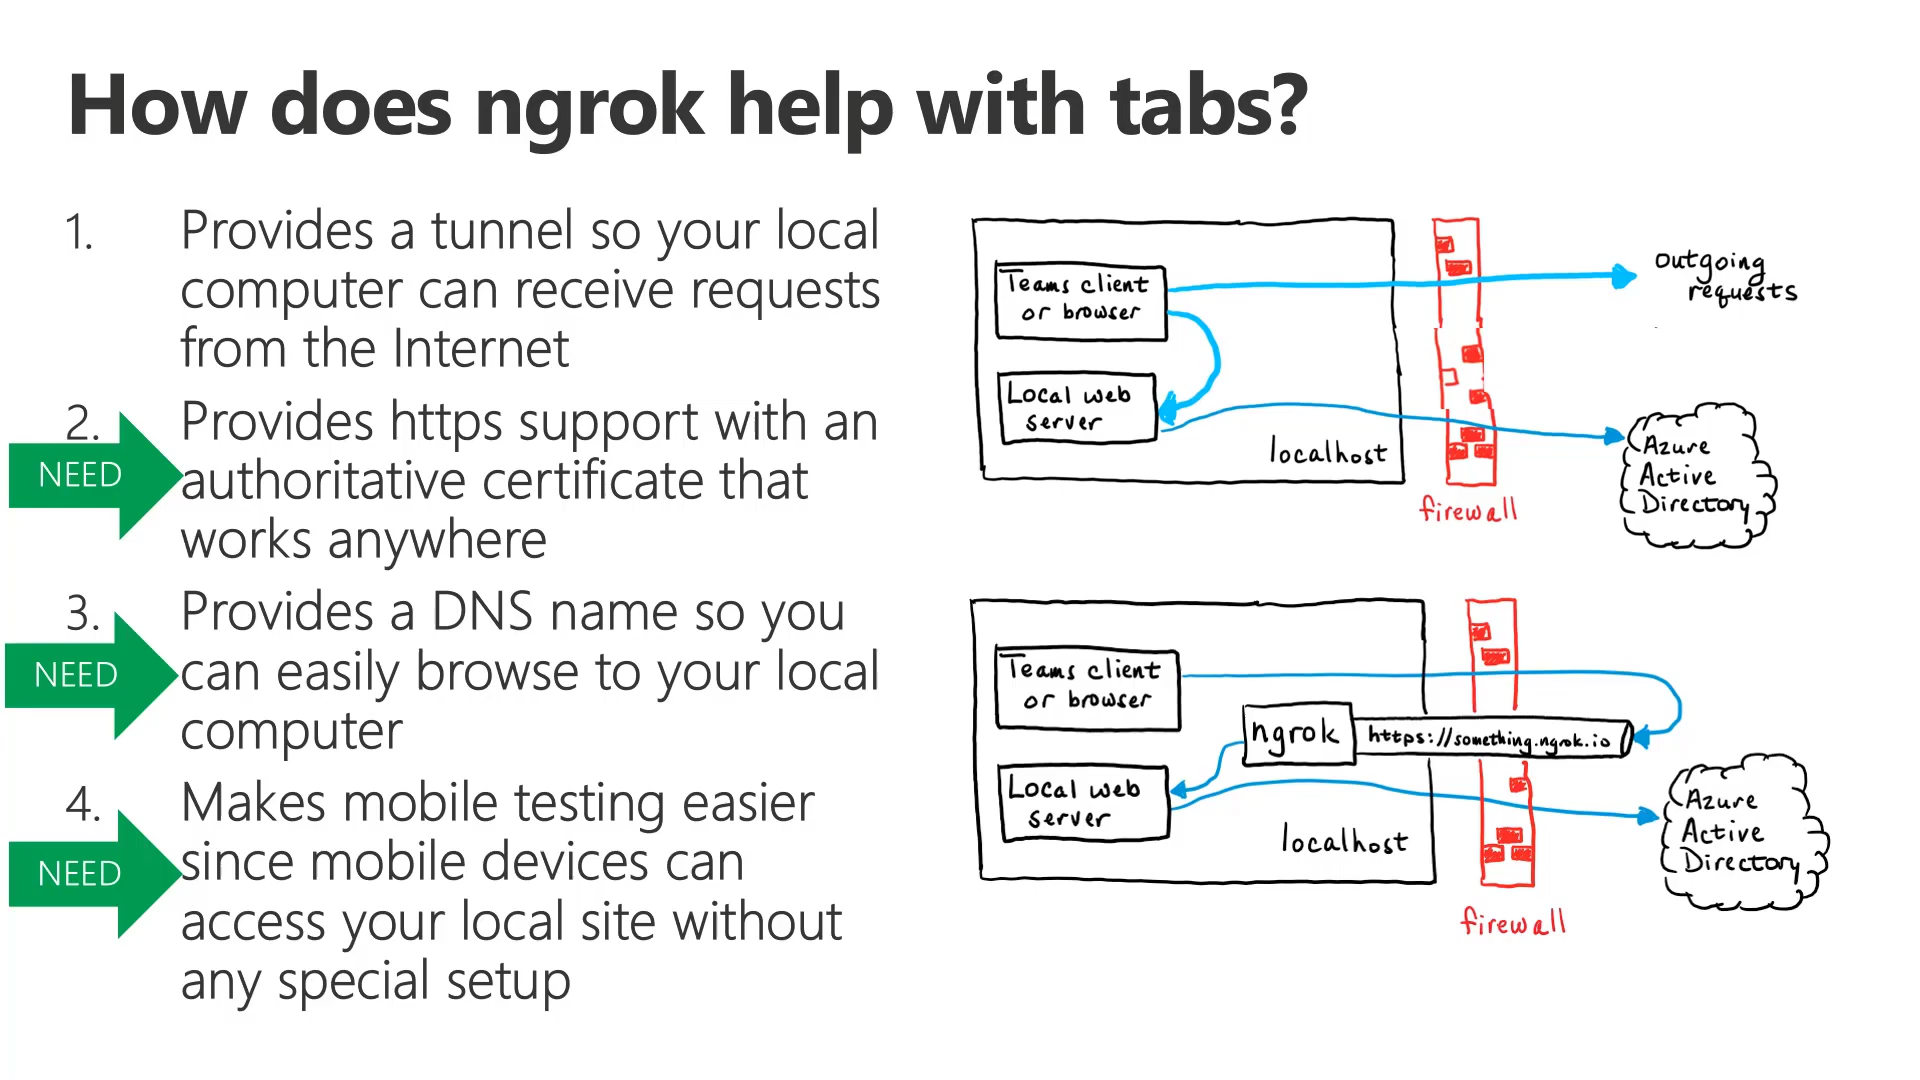 How does ngrok help with tabs?
1. Provides a tunnel so your local
computer can receive requests
from the Internet
2. Provides https support with an
NEED
authoritative certificate that
works anywhere
3. Provides a DNS name so you
NEED
can easily browse to your local
computer
4. Makes mobile testing easier
NEED
since mobile devices can
access your local site without
any special setup
Teams client
or browser
Local web
server
localhost
firewall
outgoing
requests
Azure
Active
Directory
Teams client
or browser
ngrok
https://something.ngrok.io
Local web
server
localhost
firewall
Azure
Active
Directory